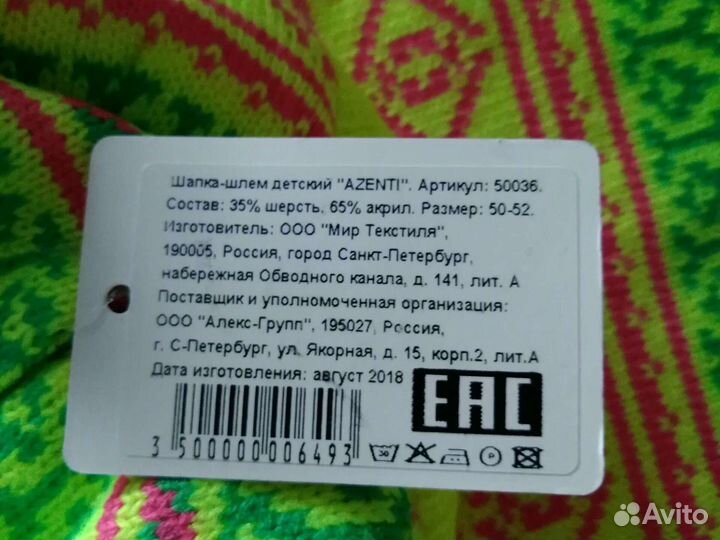 Шапка-шлем детский "AZENTI". Артикул: 50036.
Состав: 35% шерсть, 65% акрил. Размер: 50-52.
Изготовитель: ООО "Мир Текстиля",
190005, Россия, город Санкт-Петербург,
набережная Обводного канала, д. 141, лит. А
Поставщик и уполномоченная организация:
ООО "Алекс-Групп", 195027, Россия,
г. С-Петербург, ул. Якорная, д. 15, корп.2, лит.А
Дата изготовления: август 2018
EAC
3 500000 006493
30
P
Avito